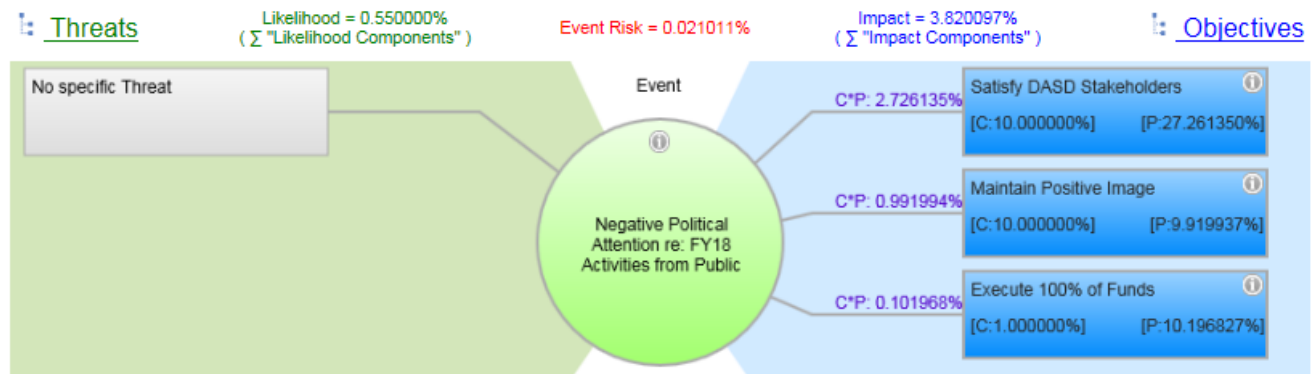 Threats
Likelihood = 0.550000%
( ∑ "Likelihood Components" )
Event Risk = 0.021011%
Impact = 3.820097%
( ∑ "Impact Components" )
Objectives
No specific Threat
Event
Negative Political
Attention re: FY18
Activities from Public
C*P: 2.726135%
Satisfy DASD Stakeholders
[C:10.000000%] [P:27.261350%]
C*P: 0.991994%
Maintain Positive Image
[C:10.000000%] [P:9.919937%]
C*P: 0.101968%
Execute 100% of Funds
[C:1.000000%] [P:10.196827%]